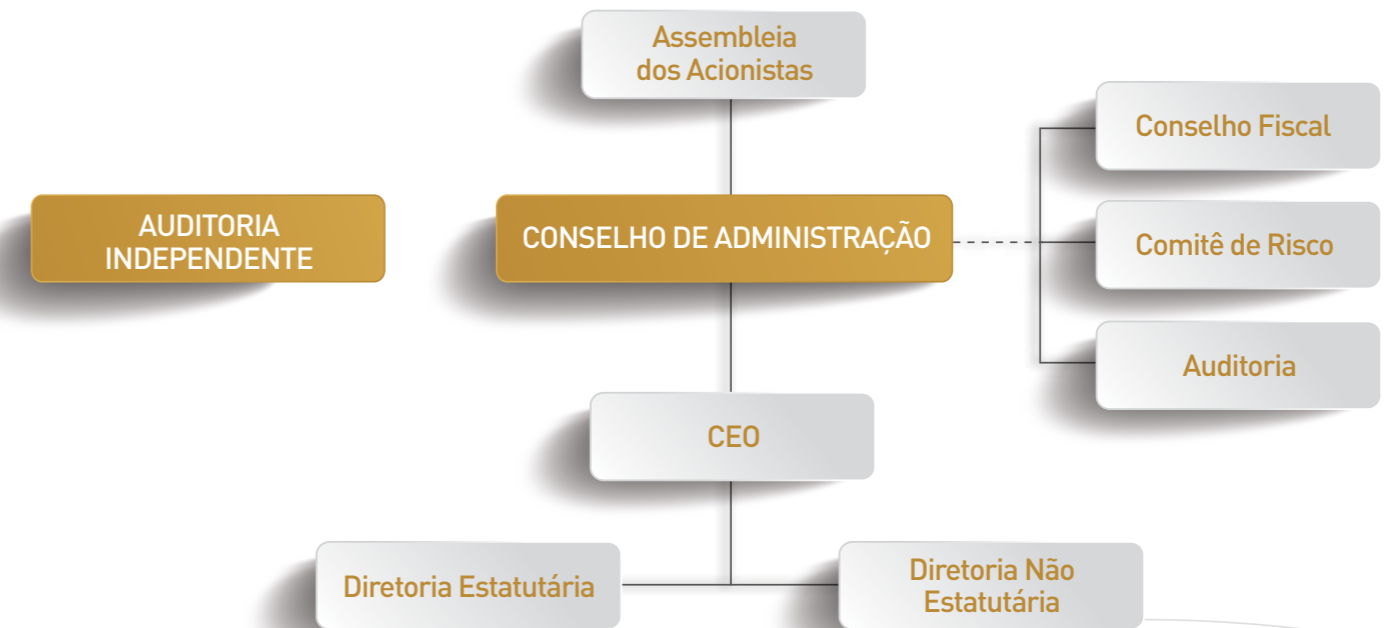 Assembleia
dos Acionistas
Conselho Fiscal
AUDITORIA
INDEPENDENTE
CONSELHO DE ADMINISTRAÇÃO
Comitê de Risco
Auditoria
CEO
Diretoria Estatutária
Diretoria Não
Estatutária